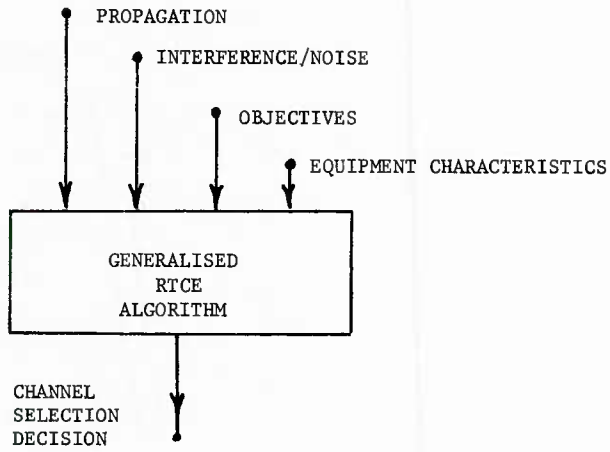 PROPAGATION
INTERFERENCE/NOISE
OBJECTIVES
EQUIPMENT CHARACTERISTICS
GENERALISED
RTCE
ALGORITHM
CHANNEL
SELECTION
DECISION